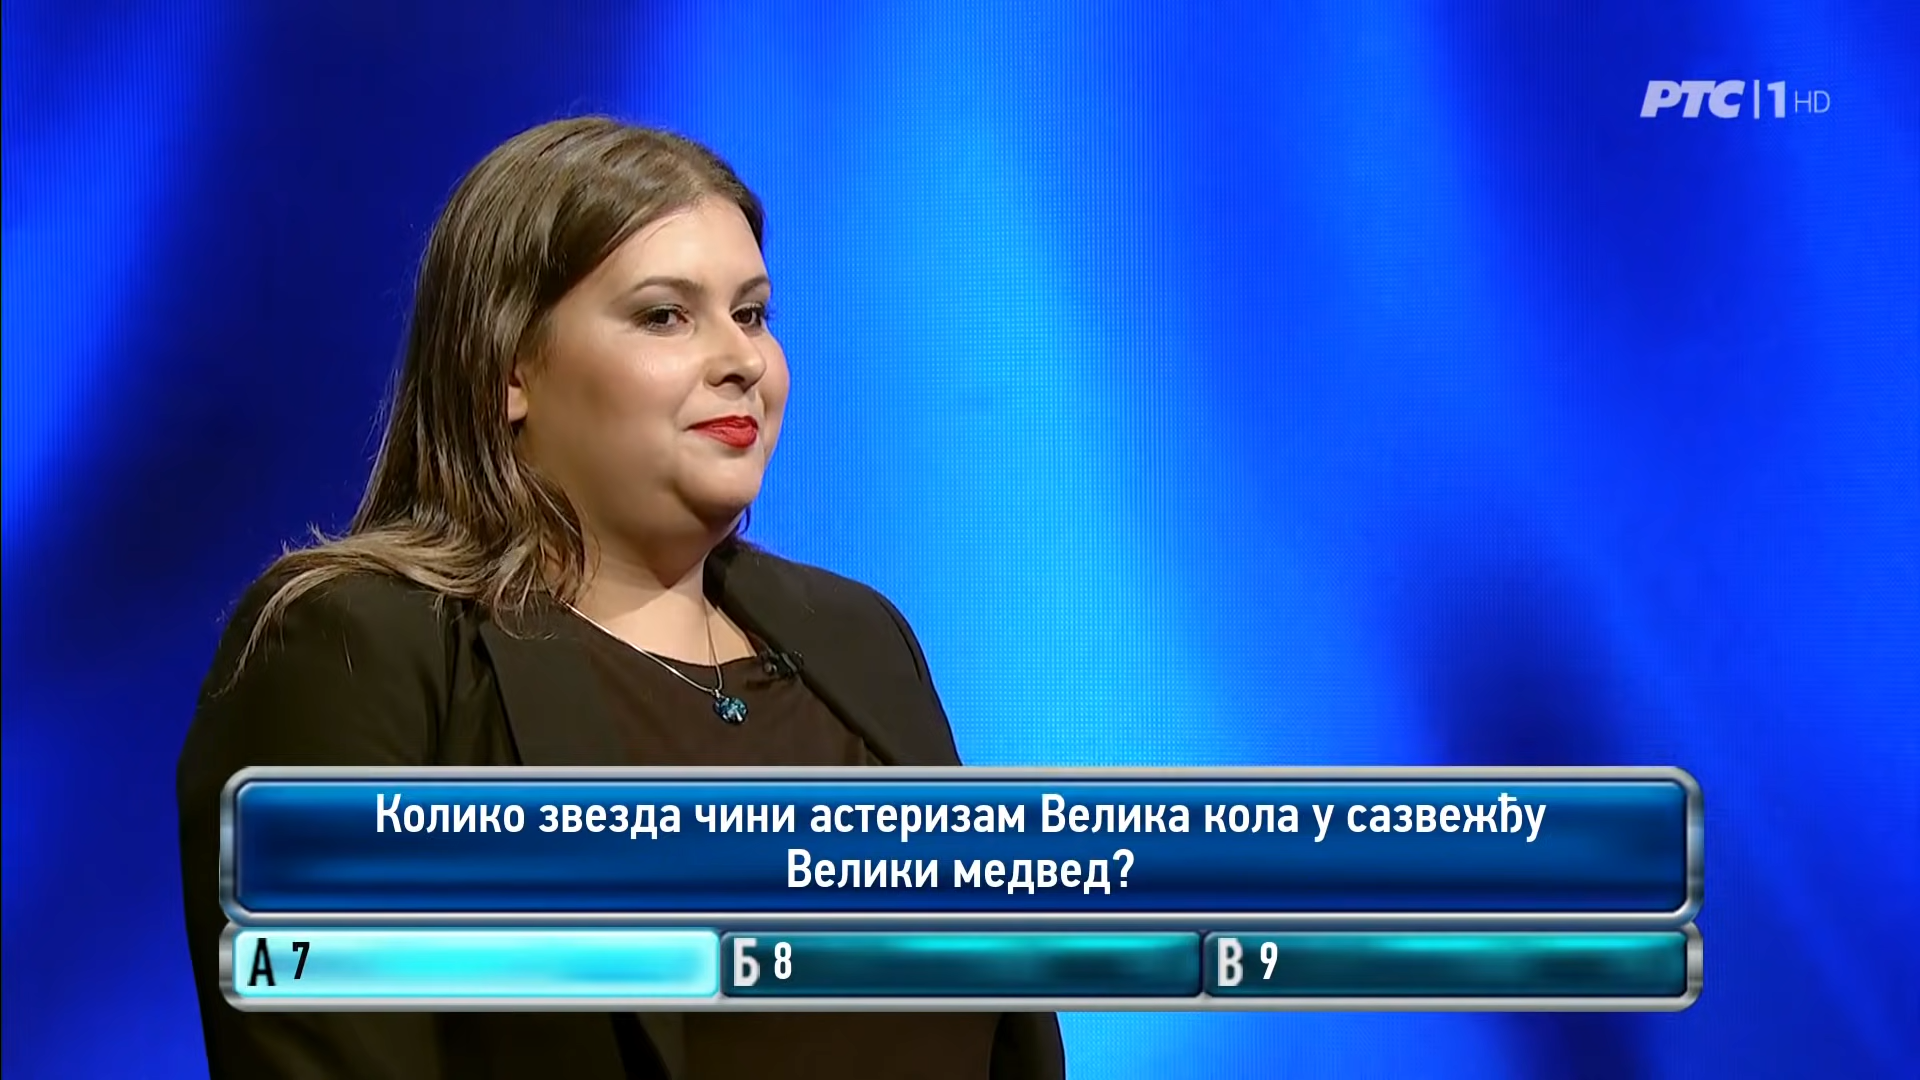 РТС|1 HD
Колико звезда чини астеризам Велика кола у сазвежђу
Велики медвед?
А 7
Б 8
В 9